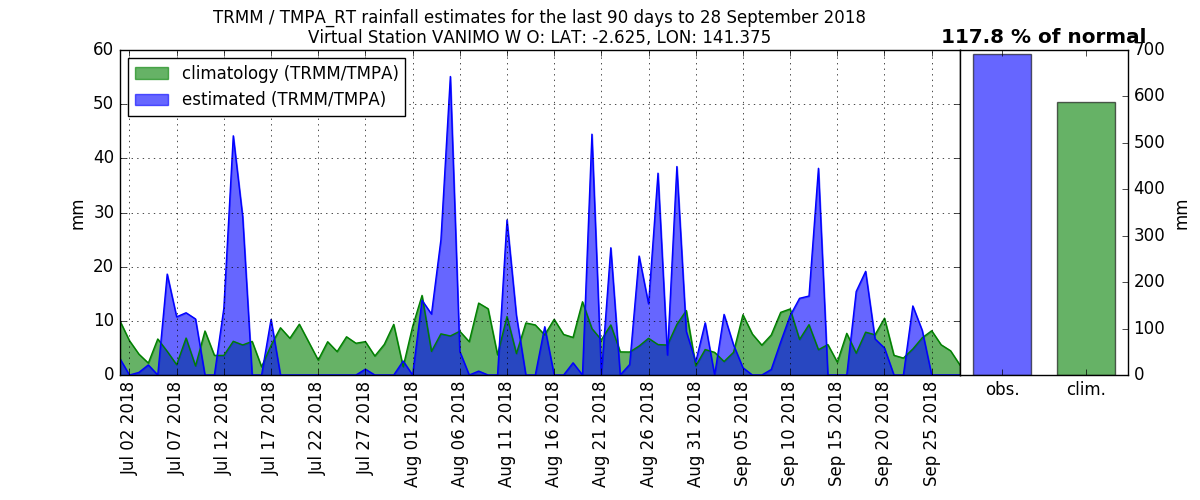 TRMM / TMPA_RT rainfall estimates for the last 90 days to 28 September 2018
Virtual Station VANIMO W O: LAT: -2.625, LON: 141.375
117.8 % of normal
climatology (TRMM/TMPA)
estimated (TRMM/TMPA)
60
50
40
30
20
10
0
mm
Jul 02 2018
Jul 07 2018
Jul 12 2018
Jul 17 2018
Jul 22 2018
Jul 27 2018
Aug 01 2018
Aug 06 2018
Aug 11 2018
Aug 16 2018
Aug 21 2018
Aug 26 2018
Aug 31 2018
Sep 05 2018
Sep 10 2018
Sep 15 2018
Sep 20 2018
Sep 25 2018
obs.
clim.
700
600
500
400
300
200
100
0
mm